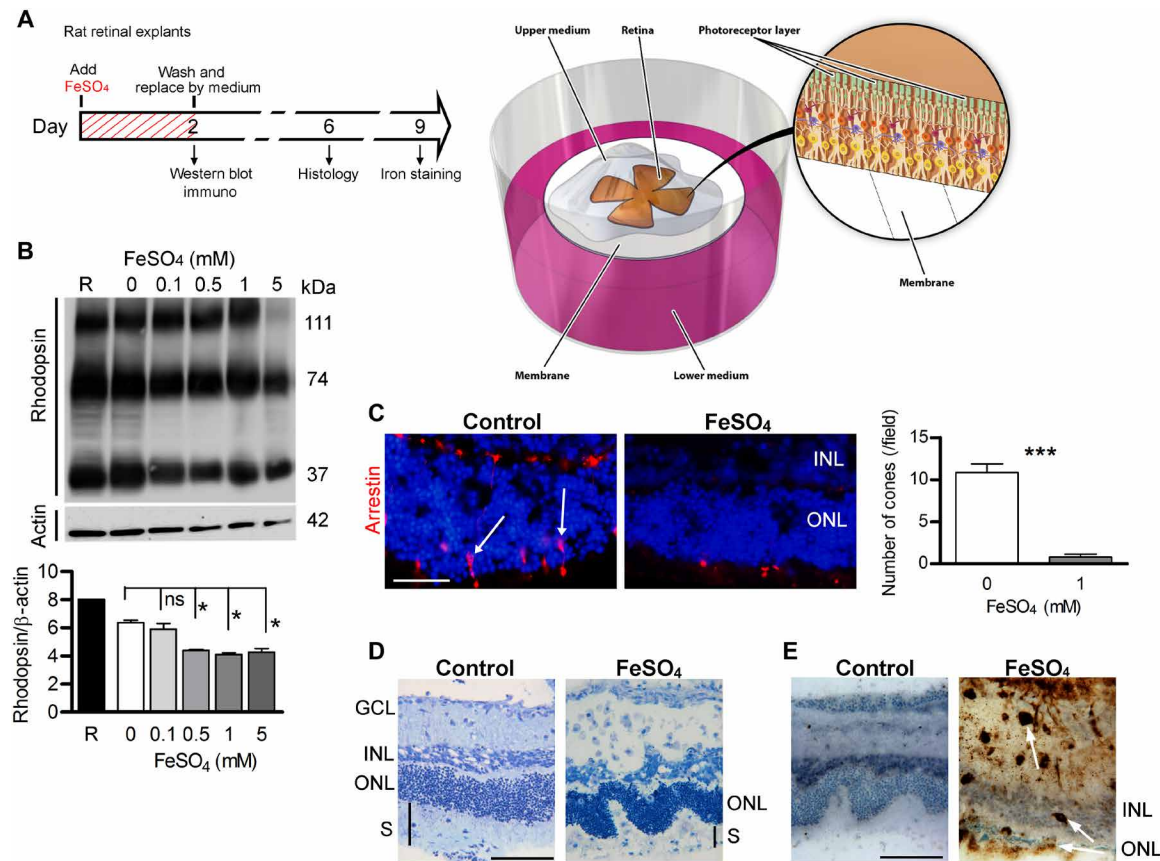 A
Rat retinal explants
Add
FeSO₄
Wash and
replace by medium
Day
2
6
9
Western blot
immuno
Histology
Iron staining
Upper medium
Retina
Photoreceptor layer
Membrane
Membrane
Lower medium
B
FeSO₄ (mM)
R 0 0.1 0.5 1 5 kDa
Rhodopsin
111
74
37
Actin
42
Rhodopsin/β-actin
8
6
4
2
0
ns
*
*
*
R 0 0.1 0.5 1 5
FeSO₄ (mM)
C
Control
FeSO₄
Arrestin
INL
ONL
Number of cones (/field)
15
10
5
0
***
0 1
FeSO₄ (mM)
D
Control
FeSO₄
GCL
INL
ONL
S
ONL
S
E
Control
FeSO₄
INL
ONL